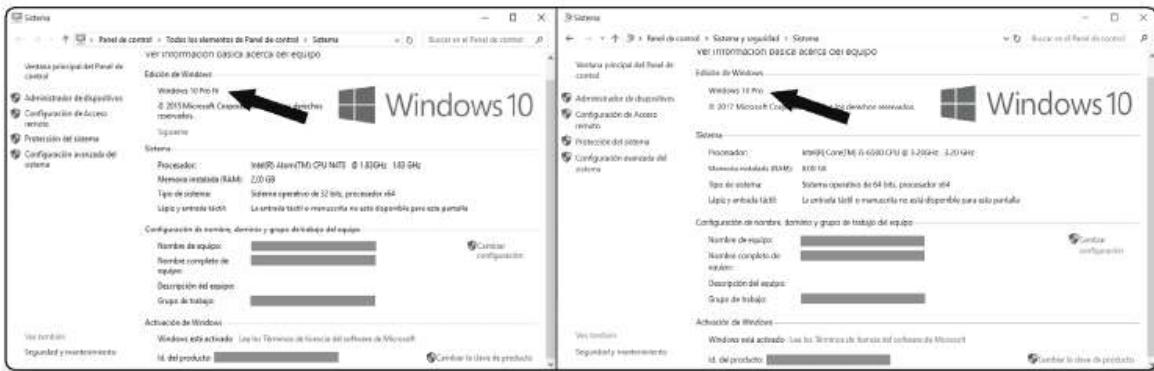 Sistema
Panel de control > Todos los elementos de Panel de control > Sistema
Buscar en el Panel de control
Ventana principal del Panel de control
Administrador de dispositivos
Configuración de Acceso remoto
Protección del sistema
Configuración avanzada del sistema
Vea también
Seguridad y mantenimiento
Ver información básica acerca del equipo
Edición de Windows
Windows 10 Pro N
© 2015 Microsoft derechos
reservados.
Windows 10
Sistema
Procesador: Intel(R) Atom(TM) CPU N475 @ 1.83GHz 1.83 GHz
Memoria instalada (RAM): 2,00 GB
Tipo de sistema: Sistema operativo de 32 bits, procesador x64
Lápiz y entrada táctil: La entrada táctil o manuscrita no está disponible para esta pantalla
Configuración de nombre, dominio y grupo de trabajo del equipo
Nombre de equipo:
Cambiar
configuración
Nombre completo de
equipo:
Descripción del equipo:
Grupo de trabajo:
Activación de Windows
Windows está activado Lea los Términos de licencia del software de Microsoft
Id. del producto:
Cambiar la clave de producto
Sistema
Panel de control > Sistema y seguridad > Sistema
Buscar en el Panel de control
Ventana principal del Panel de control
Administrador de dispositivos
Configuración de Acceso remoto
Protección del sistema
Configuración avanzada del sistema
Vea también
Seguridad y mantenimiento
Ver información básica acerca del equipo
Edición de Windows
Windows 10 Pro
© 2017 Microsoft los derechos reservados.
Windows 10
Sistema
Procesador: Intel(R) Core(TM) i5-6500 CPU @ 3.20GHz 3.20 GHz
Memoria instalada (RAM): 8,00 GB
Tipo de sistema: Sistema operativo de 64 bits, procesador x64
Lápiz y entrada táctil: La entrada táctil o manuscrita no está disponible para esta pantalla
Configuración de nombre, dominio y grupo de trabajo del equipo
Nombre de equipo:
Cambiar
configuración
Nombre completo de
equipo:
Descripción del equipo:
Grupo de trabajo:
Activación de Windows
Windows está activado Lea los Términos de licencia del software de Microsoft
Id. del producto:
Cambiar la clave de producto